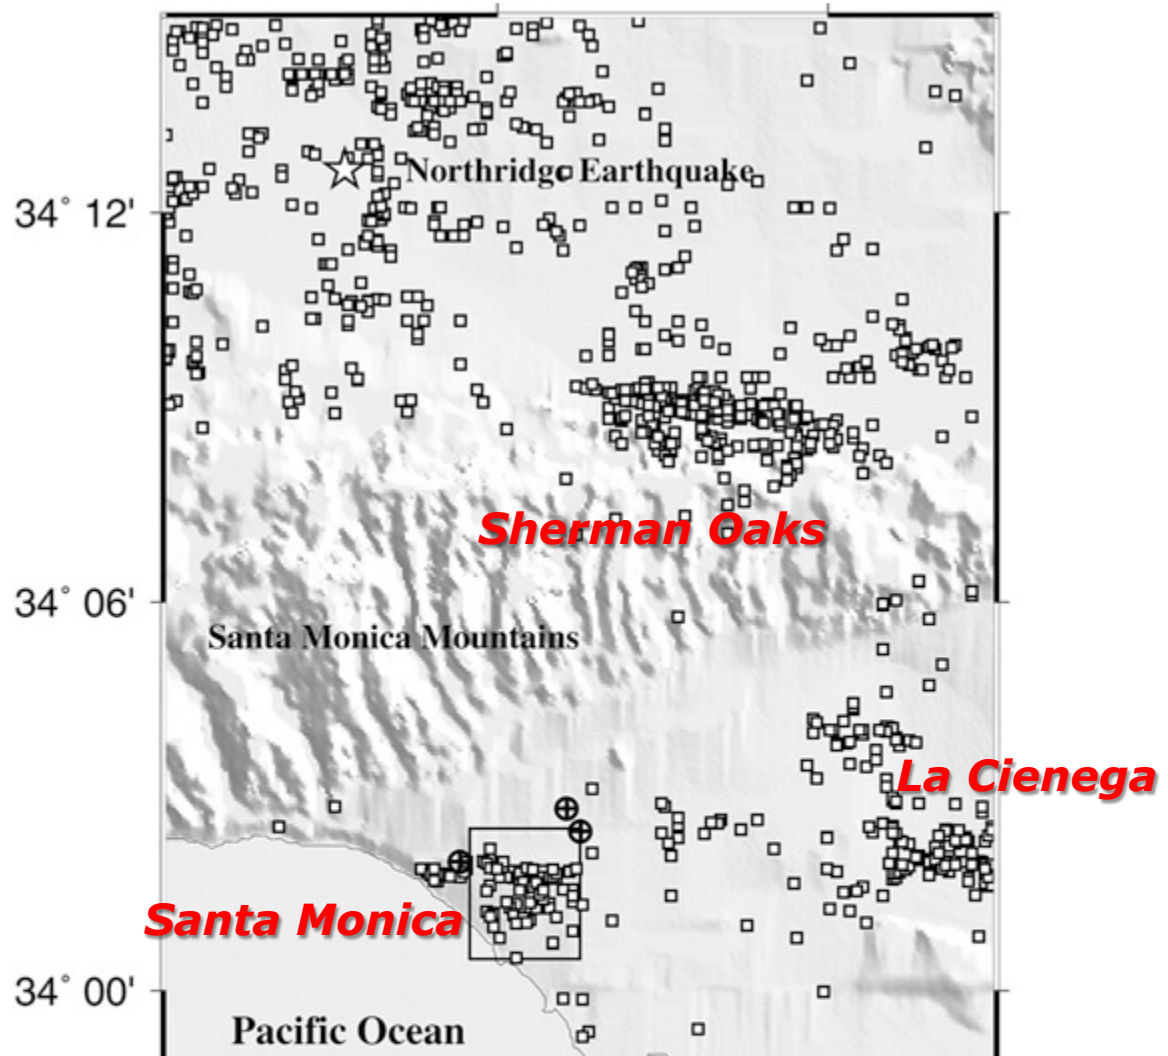 Northridge Earthquake
34° 12'
Sherman Oaks
34° 06'
Santa Monica Mountains
La Cienega
Santa Monica
34° 00'
Pacific Ocean